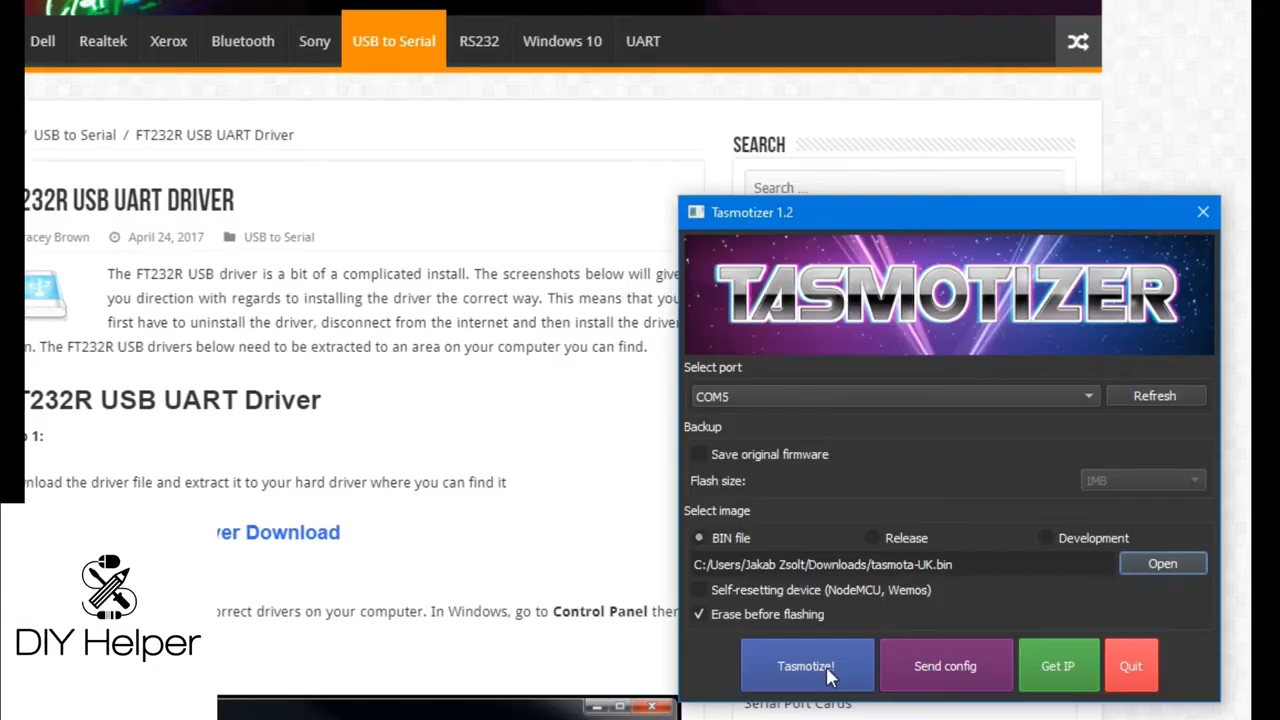 Dell Realtek Xerox Bluetooth Sony USB to Serial RS232 Windows 10 UART
/ USB to Serial / FT232R USB UART Driver
SEARCH
Search ...
232R USB UART DRIVER
racey Brown April 24, 2017 USB to Serial
The FT232R USB driver is a bit of a complicated install. The screenshots below will give
you direction with regards to installing the driver the correct way. This means that you
first have to uninstall the driver, disconnect from the internet and then install the driver
n. The FT232R USB drivers below need to be extracted to an area on your computer you can find.
T232R USB UART Driver
1:
nload the driver file and extract it to your hard driver where you can find it
ver Download
orrect drivers on your computer. In Windows, go to Control Panel then
DIY Helper
Tasmotizer 1.2
TASMOTIZER
Select port
COM5 Refresh
Backup
Save original firmware
Flash size: 1MB
Select image
BIN file Release Development
C:/Users/Jakab Zsolt/Downloads/tasmota-UK.bin Open
Self-resetting device (NodeMCU, Wemos)
Erase before flashing
Tasmotize! Send config Get IP Quit
Serial Port Cards